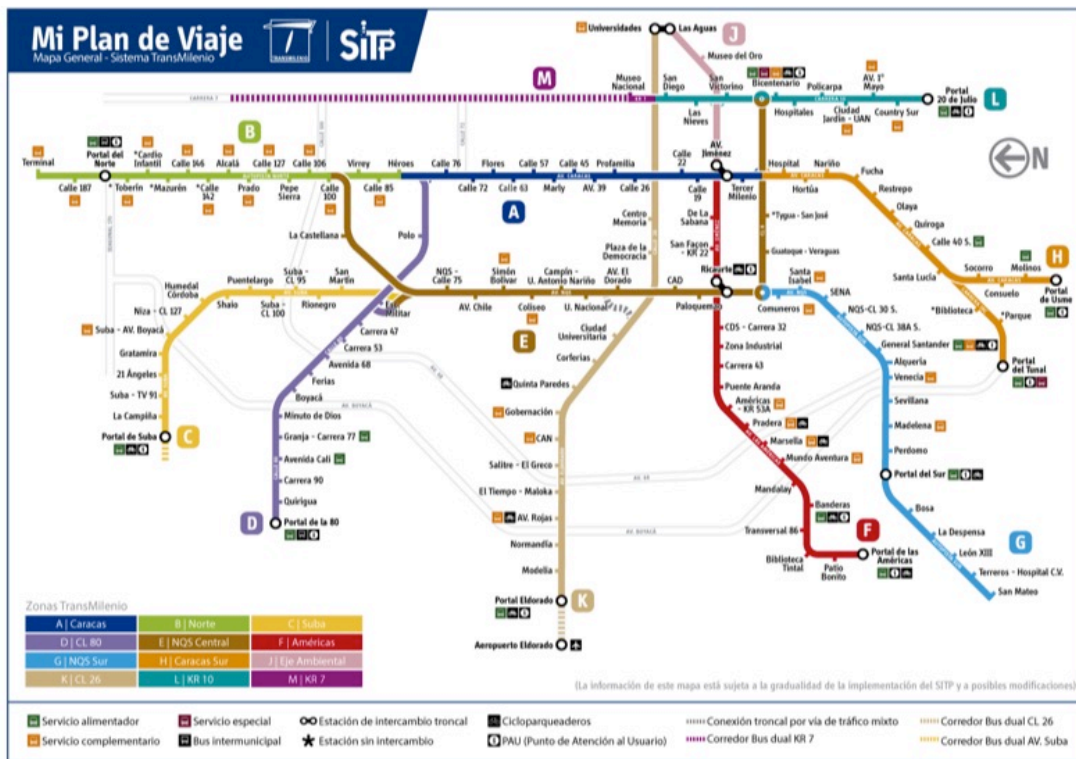 Mi Plan de Viaje
Mapa General - Sistema TransMilenio
TRANSMILENIO
SiTP
Universidades
Las Aguas
J
Museo del Oro
M
Museo
Nacional
San
Diego
San
Victorino
Bicentenario
Policarpa
AV. 1°
Mayo
Portal
20 de Julio
L
CARRERA 7
Las
Nieves
Hospitales
Ciudad
Jardín - UAN
Country Sur
N
B
Portal del
Norte
Terminal
*Cardio
Infantil
Calle 146
Alcalá
Calle 127
Calle 106
Virrey
Héroes
Calle 76
Flores
Calle 57
Calle 45
Profamilia
Calle
22
AV.
Jiménez
Hospital
Nariño
AUTOPISTA NORTE
AV. CARACAS
AV. CARACAS
Calle 187
* Toberín
*Mazurén
*Calle
142
Prado
Pepe
Sierra
Calle
100
Calle 85
Calle 72
Calle 63
Marly
AV. 39
Calle 26
Calle
19
Tercer
Milenio
Hortúa
Fucha
Restrepo
Olaya
Quiroga
Calle 40 S.
Santa Lucía
Socorro
Molinos
H
Consuelo
Portal
de Usme
*Biblioteca
*Parque
Portal
del Tunal
A
La Castellana
Polo
Centro
Memoria
Plaza de la
Democracia
De La
Sabana
San Façon - KR 22
Ricaurte
*Tygua - San José
Guatoque - Veraguas
Humedal
Córdoba
Puentelargo
Suba -
CL 95
San
Martín
NQS -
Calle 75
Simón
Bolívar
Campín -
U. Antonio Nariño
AV. El
Dorado
CAD
Santa
Isabel
SENA
Niza - CL 127
Shaio
Suba -
CL 100
Rionegro
Esc.
Militar
AV. Chile
Coliseo
U. Nacional
Paloquemao
Comuneros
Suba - AV. Boyacá
Gratamira
21 Ángeles
Suba - TV 91
La Campiña
Portal de Suba
C
Carrera 47
Carrera 53
Avenida 68
Ferias
Boyacá
Minuto de Dios
Granja - Carrera 77
Avenida Cali
Carrera 90
Quirigua
D
Portal de la 80
E
Ciudad
Universitaria
Corferias
Quinta Paredes
Gobernación
CAN
Salitre - El Greco
El Tiempo - Maloka
AV. Rojas
Normandía
Modelia
Portal Eldorado
K
Aeropuerto Eldorado
CDS - Carrera 32
Zona Industrial
Carrera 43
Puente Aranda
Américas
- KR 53A
Pradera
Marsella
Mundo Aventura
Mandalay
Banderas
Transversal 86
Biblioteca
Tintal
Patio
Bonito
F
Portal de las
Américas
NQS-CL 30 S.
NQS-CL 38A S.
General Santander
Alquería
Venecia
Sevillana
Madelena
Perdomo
Portal del Sur
Bosa
La Despensa
León XIII
G
Terreros - Hospital C.V.
San Mateo
AV. BOYACÁ
AV. 68
AV. BOYACÁ
Zonas TransMilenio
A | Caracas
B | Norte
C | Suba
D | CL 80
E | NQS Central
F | Américas
G | NQS Sur
H | Caracas Sur
J | Eje Ambiental
K | CL 26
L | KR 10
M | KR 7
(La información de este mapa está sujeta a la gradualidad de la implementación del SITP y a posibles modificaciones)
Servicio alimentador
Servicio especial
Estación de intercambio troncal
Cicloparqueaderos
Conexión troncal por vía de tráfico mixto
Corredor Bus dual CL 26
Servicio complementario
Bus intermunicipal
Estación sin intercambio
PAU (Punto de Atención al Usuario)
Corredor Bus dual KR 7
Corredor Bus dual AV. Suba